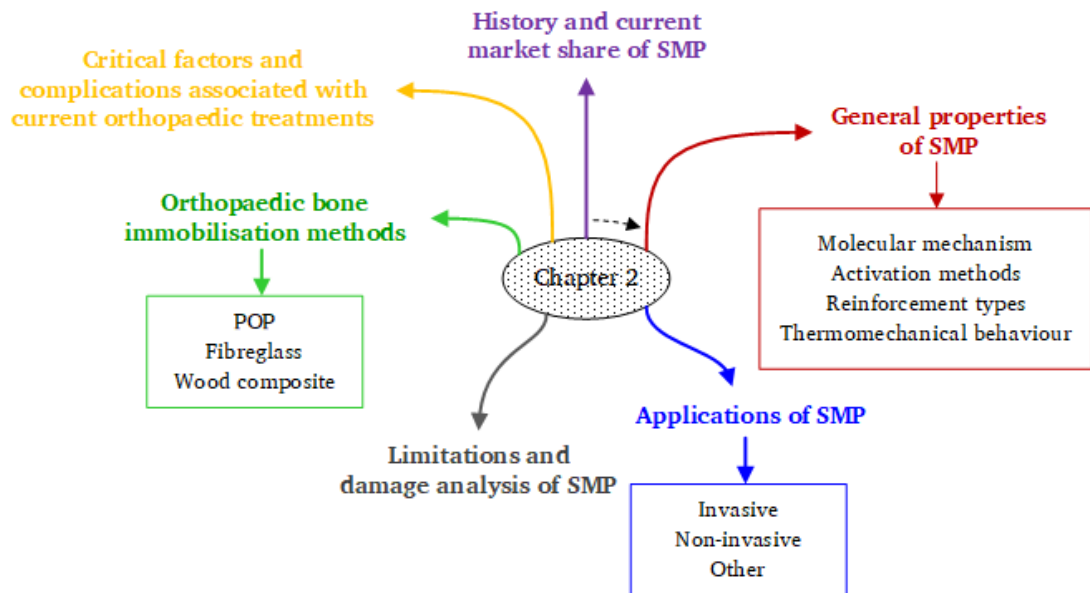 History and current
market share of SMP
Critical factors and
complications associated with
current orthopaedic treatments
General properties
of SMP
Molecular mechanism
Activation methods
Reinforcement types
Thermomechanical behaviour
Orthopaedic bone
immobilisation methods
POP
Fibreglass
Wood composite
Chapter 2
Applications of SMP
Invasive
Non-invasive
Other
Limitations and
damage analysis of SMP